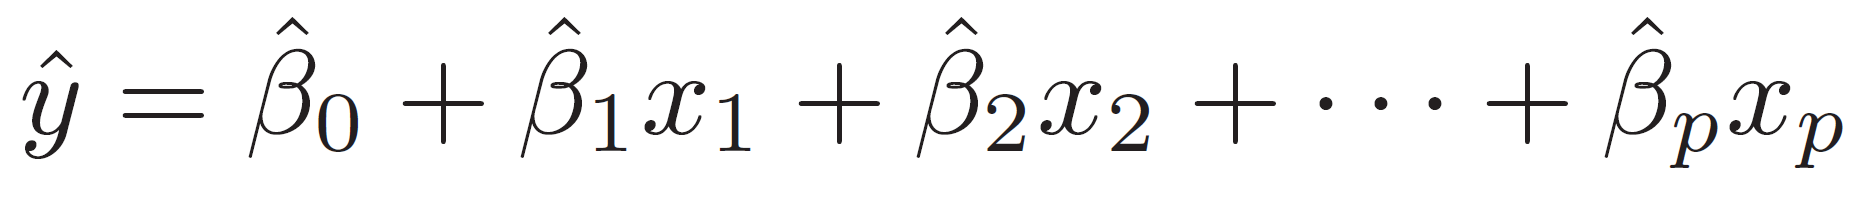 ŷ = β̂₀ + β̂₁x₁ + β̂₂x₂ + ⋯ + β̂ₚxₚ